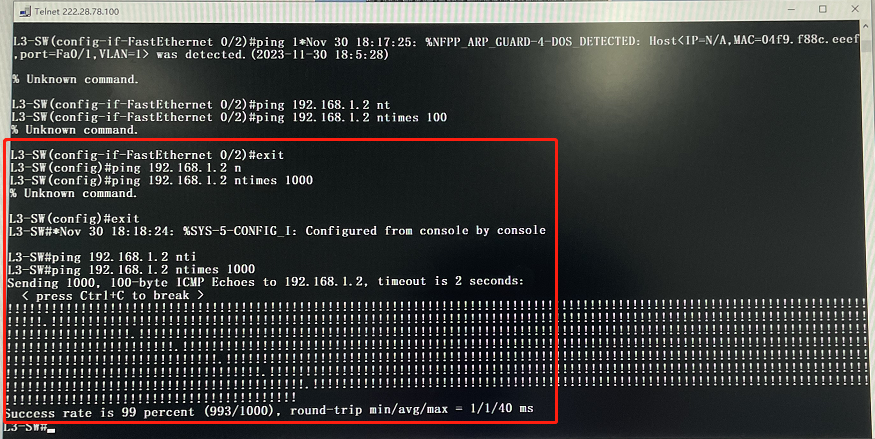 Telnet 222.28.78.100
L3-SW(config-if-FastEthernet 0/2)#ping 1*Nov 30 18:17:25: %NFPP_ARP_GUARD-4-DOS_DETECTED: Host<IP=N/A,MAC=04f9.f88c.eeef
,port=Fa0/1,VLAN=1> was detected.(2023-11-30 18:5:28)
% Unknown command.
L3-SW(config-if-FastEthernet 0/2)#ping 192.168.1.2 nt
L3-SW(config-if-FastEthernet 0/2)#ping 192.168.1.2 ntimes 100
% Unknown command.
L3-SW(config-if-FastEthernet 0/2)#exit
L3-SW(config)#ping 192.168.1.2 n
L3-SW(config)#ping 192.168.1.2 ntimes 1000
% Unknown command.
L3-SW(config)#exit
L3-SW#*Nov 30 18:18:24: %SYS-5-CONFIG_I: Configured from console by console
L3-SW#ping 192.168.1.2 nti
L3-SW#ping 192.168.1.2 ntimes 1000
Sending 1000, 100-byte ICMP Echoes to 192.168.1.2, timeout is 2 seconds:
< press Ctrl+C to break >
!!!!!!!!!!!!!!!!!!!!!!!!!!!!!!!!!!!!!!!!!!!!!!!!!!!!!!!!!!!!!!!!!!!!!!!!!!!!!!!!!!!!!!!!!!!!!!!!!!!!!!!!!!!!!!!!!!!!!!!!
!!!!!.!!!!!!!!!!!!!!!!!!!!!!!!!!!!!!!!!!!!!!!!!!!!!!!!!!!!!!!!!!!!!!!!!!!!!!!!!!!!!!!!!!!!!!!!!!!!!!!!!!!!!!!!!!!!!!!!!!
!!!!!!!!!!!.!!!!!!!!!!!!!!!!!!!!!!!!!!!!!!!!!!!!!!!!!!!!!!!!!!!!!!!!!!!!!!!!!!!!!!!!!!!!!!!!!!!!!!!!!!!!!!!!!!!!!!!!
!!!!!!!!!!!!!!!!!.!!!!!!!!!!!!!!!!!!!!!!!!!!!!!!!!!!!!!!!!!!!!!!!!!!!!!!!!!!!!!!!!!!!!!!!!!!!!!!!!!!!!!!!!!!!!!!!!!!
!!!!!!!!!!!!!!!!!!!!!!!.!!!!!!!!!!!!!!!!!!!!!!!!!!!!!!!!!!!!!!!!!!!!!!!!!!!!!!!!!!!!!!!!!!!!!!!!!!!!!!!!!!!!!!!!!!!!
!!!!!!!!!!!!!!!!!!!!!!!!!!!!!.!!!!!!!!!!!!!!!!!!!!!!!!!!!!!!!!!!!!!!!!!!!!!!!!!!!!!!!!!!!!!!!!!!!!!!!!!!!!!!!!!!!!!
!!!!!!!!!!!!!!!!!!!!!!!!!!!!!!!!!!!.!!!!!!!!!!!!!!!!!!!!!!!!!!!!!!!!!!!!!!!!!!!!!!!!!!!!!!!!!!!!!!!!!!!!!!!!!!!!!!!!
!!!!!!!!!!!!!!!!!!!!!!!!!!!!!!!!!!!!!!!!!.!!!!!!!!!!!!!!!!!!!!!!!!!!!!!!!!!!!!!!!!!!!!!!!!!!!!!!!!!!!!!!!!!!!!!!!!!!
!!!!!!!!!!!!!!!!!!!!!!!!!!!!!!!!!!!!!!!!
Success rate is 99 percent (993/1000), round-trip min/avg/max = 1/1/40 ms
L3-SW#